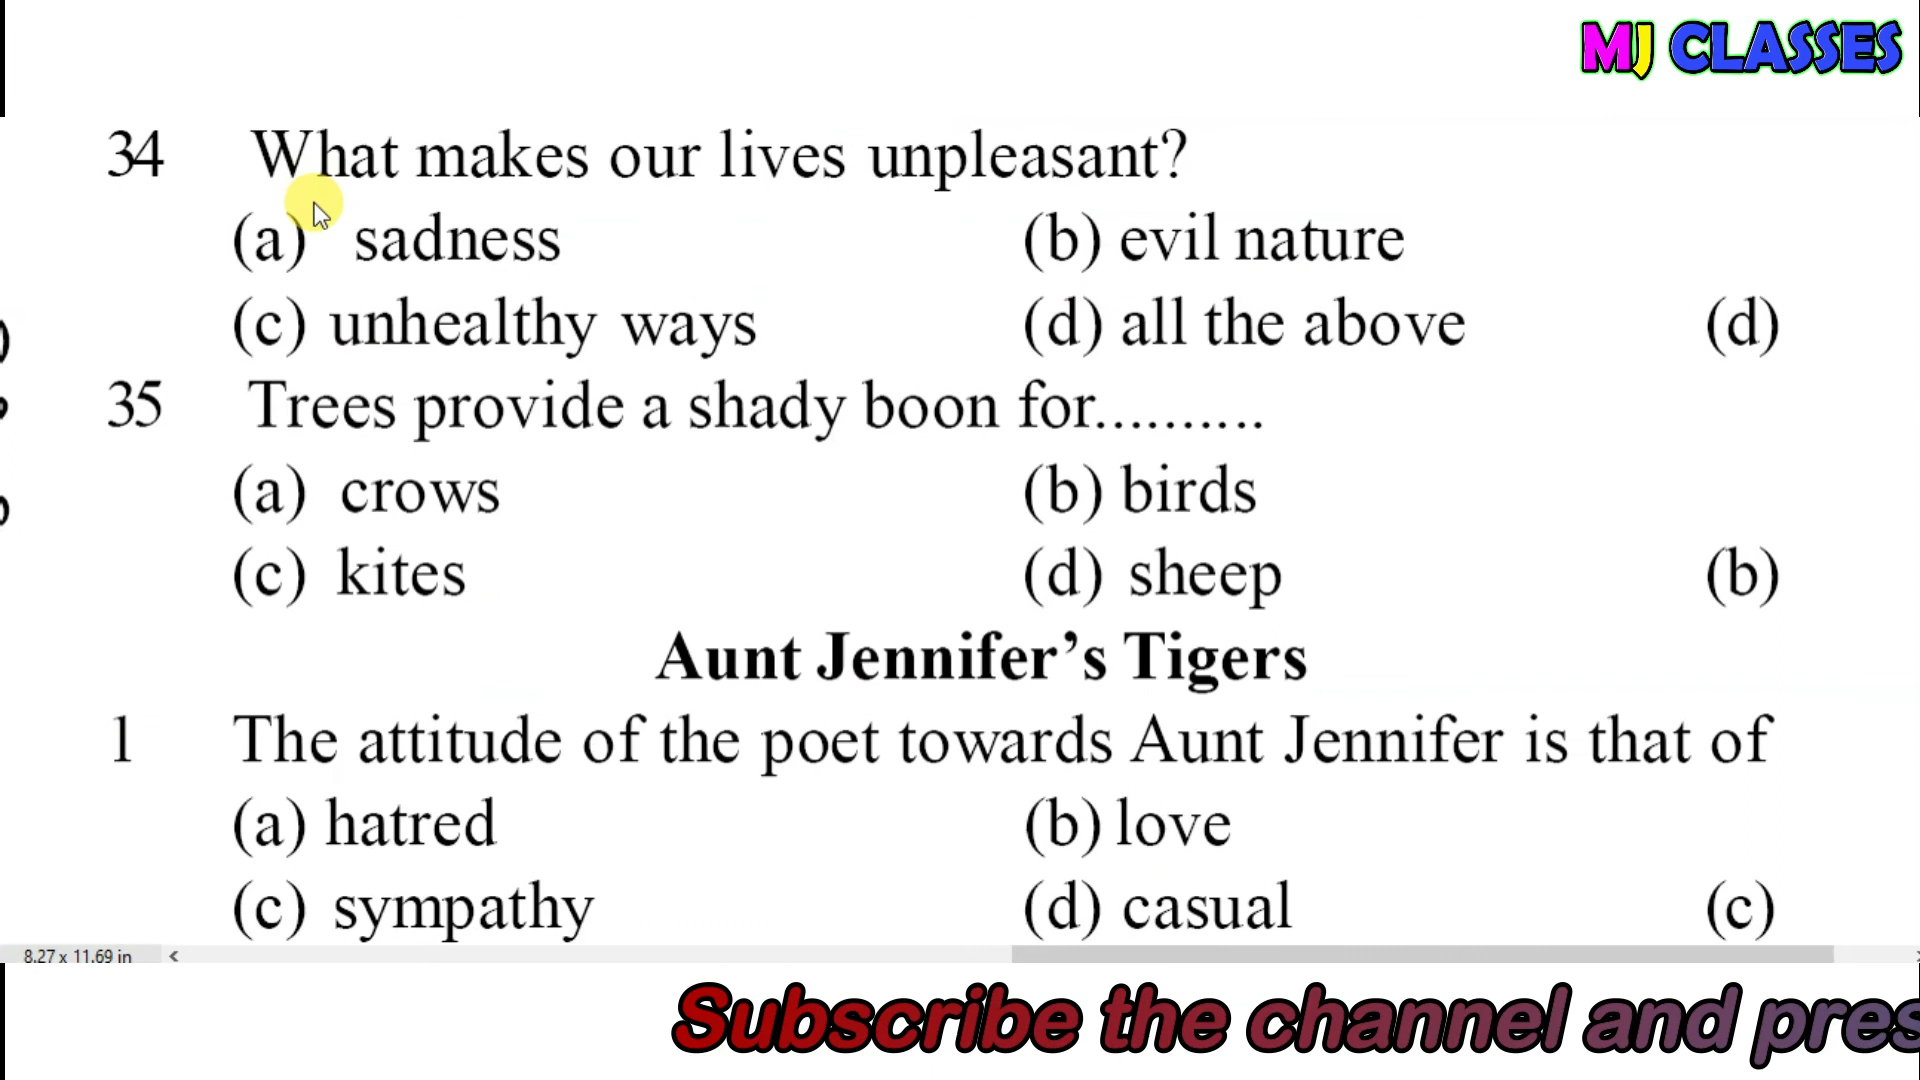 MJ CLASSES
34 What makes our lives unpleasant?
(a) sadness (b) evil nature
(c) unhealthy ways (d) all the above (d)
35 Trees provide a shady boon for..........
(a) crows (b) birds
(c) kites (d) sheep (b)
Aunt Jennifer’s Tigers
1 The attitude of the poet towards Aunt Jennifer is that of
(a) hatred (b) love
(c) sympathy (d) casual (c)
8.27 x 11.69 in
Subscribe the channel and